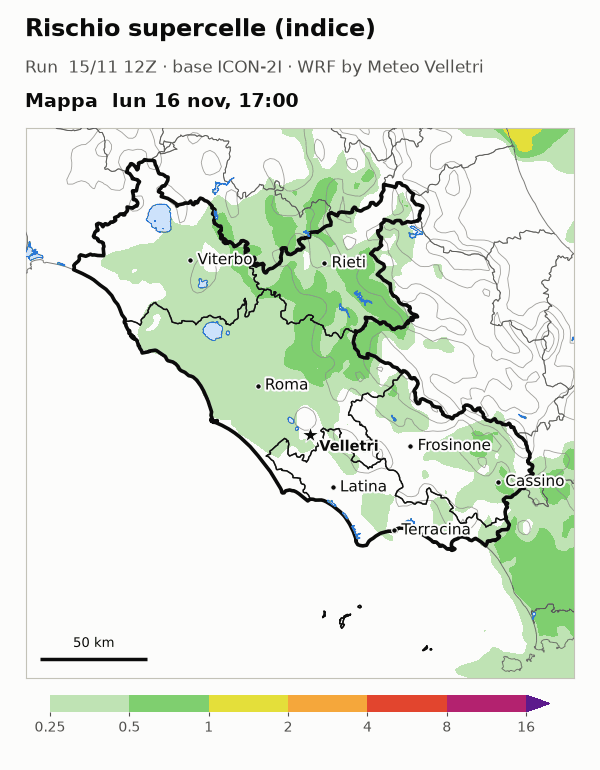 Rischio supercelle (indice)
Run  15/11 12Z · base ICON-2I · WRF by Meteo Velletri
Mappa  lun 16 nov, 17:00
Viterbo
Rieti
Roma
Velletri
Frosinone
Latina
Cassino
Terracina
50 km
0.25 0.5 1 2 4 8 16